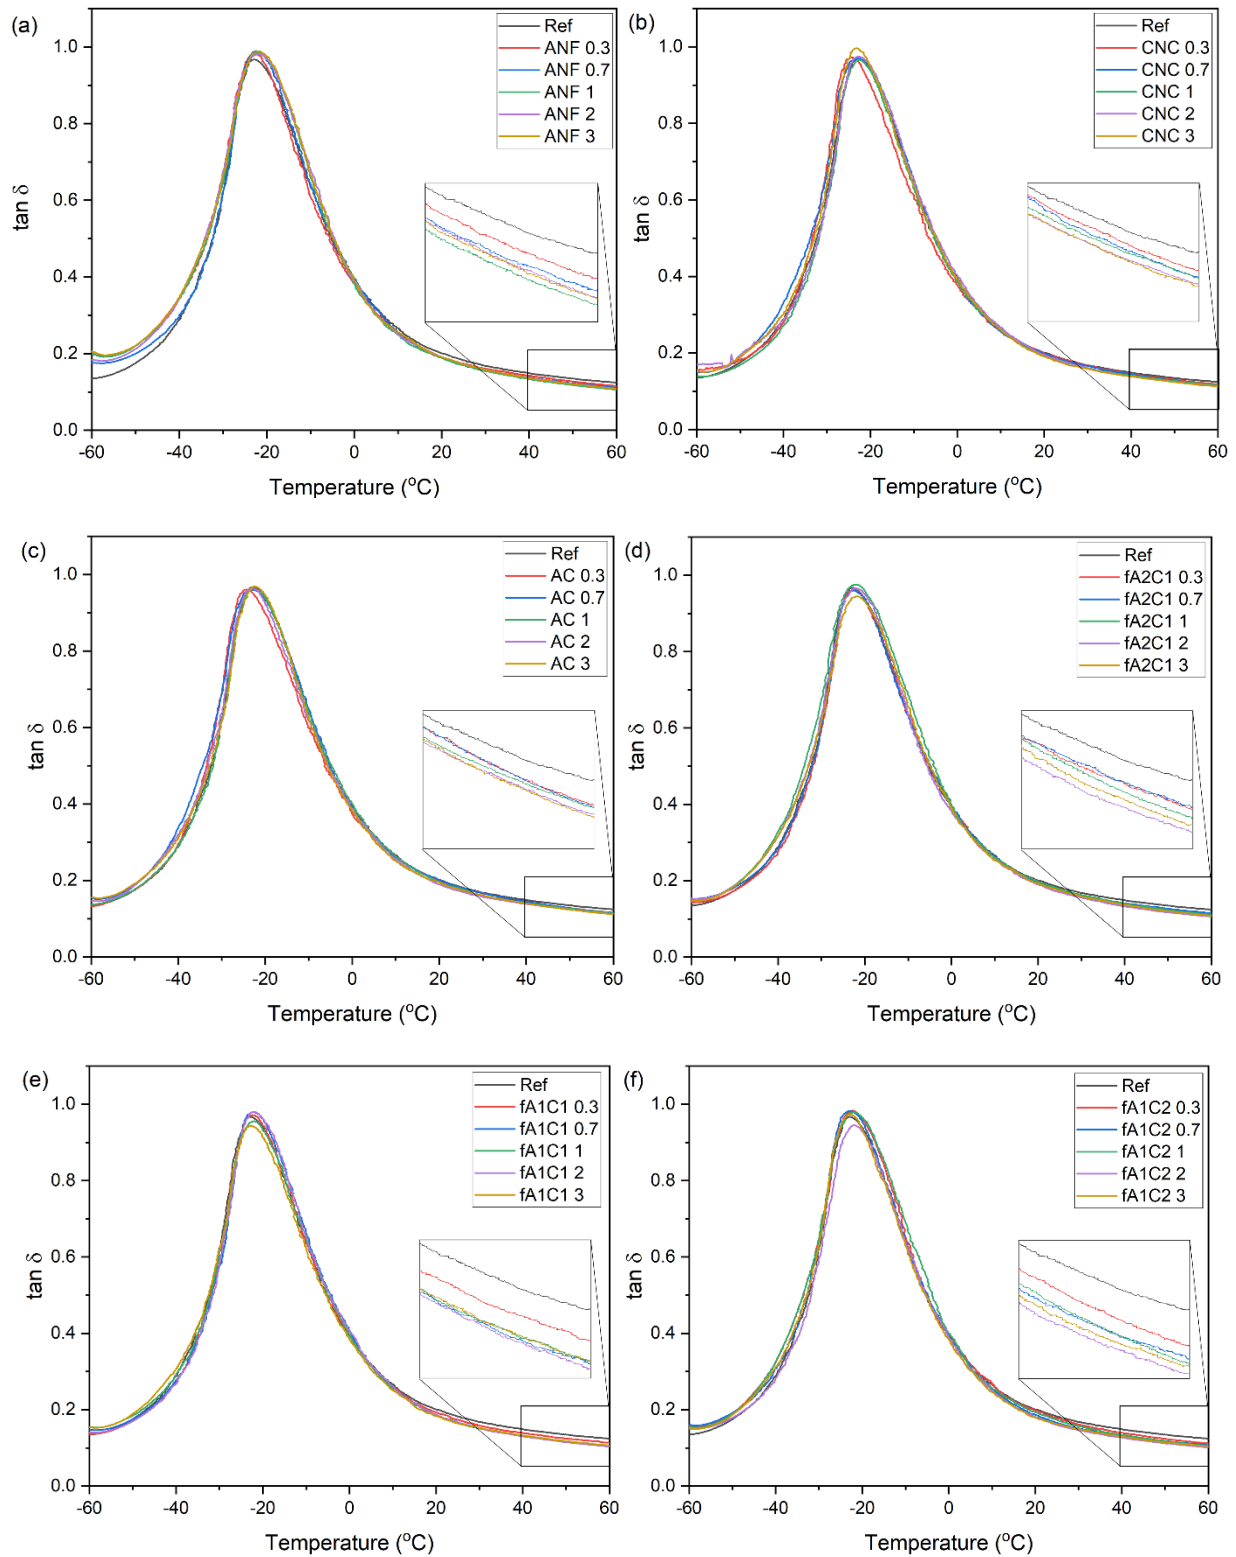 (a)
Ref
ANF 0.3
ANF 0.7
ANF 1
ANF 2
ANF 3
1.0
0.8
0.6
0.4
0.2
0.0
tan δ
-60 -40 -20 0 20 40 60
Temperature (°C)
(b)
Ref
CNC 0.3
CNC 0.7
CNC 1
CNC 2
CNC 3
1.0
0.8
0.6
0.4
0.2
0.0
tan δ
-60 -40 -20 0 20 40 60
Temperature (°C)
(c)
Ref
AC 0.3
AC 0.7
AC 1
AC 2
AC 3
1.0
0.8
0.6
0.4
0.2
0.0
tan δ
-60 -40 -20 0 20 40 60
Temperature (°C)
(d)
Ref
fA2C1 0.3
fA2C1 0.7
fA2C1 1
fA2C1 2
fA2C1 3
1.0
0.8
0.6
0.4
0.2
0.0
tan δ
-60 -40 -20 0 20 40 60
Temperature (°C)
(e)
Ref
fA1C1 0.3
fA1C1 0.7
fA1C1 1
fA1C1 2
fA1C1 3
1.0
0.8
0.6
0.4
0.2
0.0
tan δ
-60 -40 -20 0 20 40 60
Temperature (°C)
(f)
Ref
fA1C2 0.3
fA1C2 0.7
fA1C2 1
fA1C2 2
fA1C2 3
1.0
0.8
0.6
0.4
0.2
0.0
tan δ
-60 -40 -20 0 20 40 60
Temperature (°C)